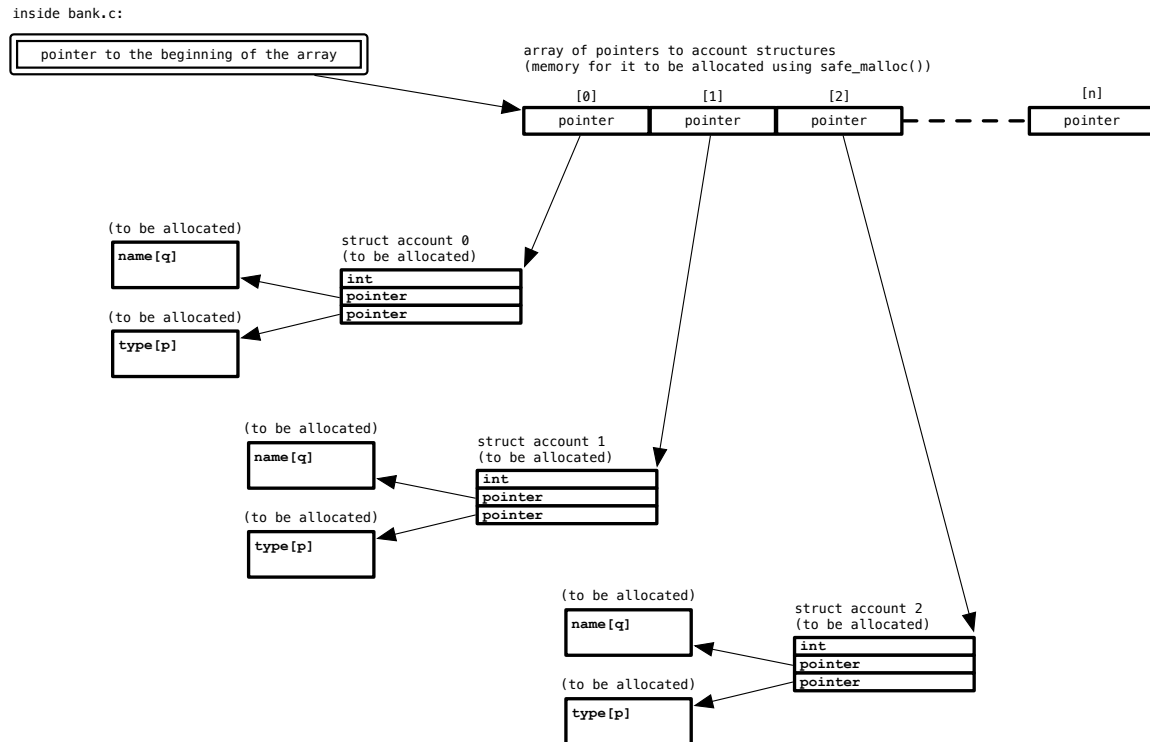 inside bank.c:
pointer to the beginning of the array
array of pointers to account structures
(memory for it to be allocated using safe_malloc())
[0] [1] [2] [n]
pointer pointer pointer pointer
(to be allocated)
name[q]
struct account 0
(to be allocated)
int
pointer
pointer
(to be allocated)
type[p]
(to be allocated)
name[q]
struct account 1
(to be allocated)
int
pointer
pointer
(to be allocated)
type[p]
(to be allocated)
name[q]
struct account 2
(to be allocated)
int
pointer
pointer
(to be allocated)
type[p]